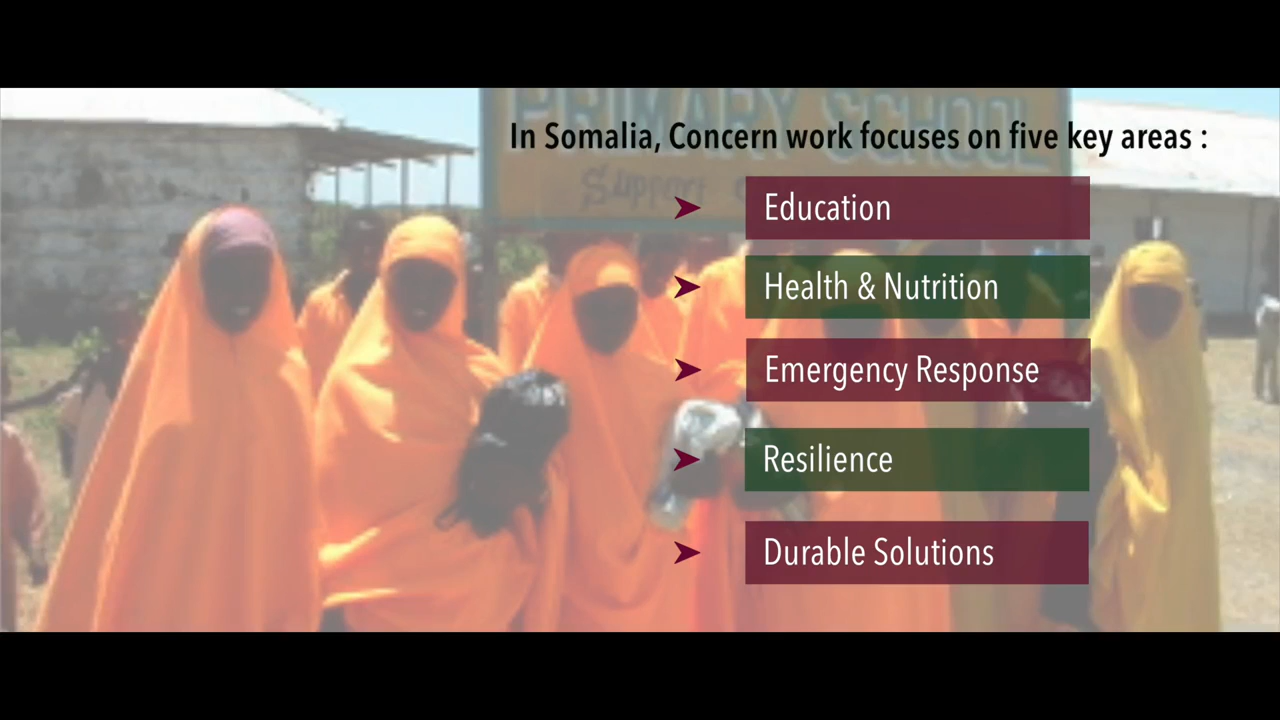 PRIMARY SCHOOL
In Somalia, Concern work focuses on five key areas :
Support
Education
Health & Nutrition
Emergency Response
Resilience
Durable Solutions